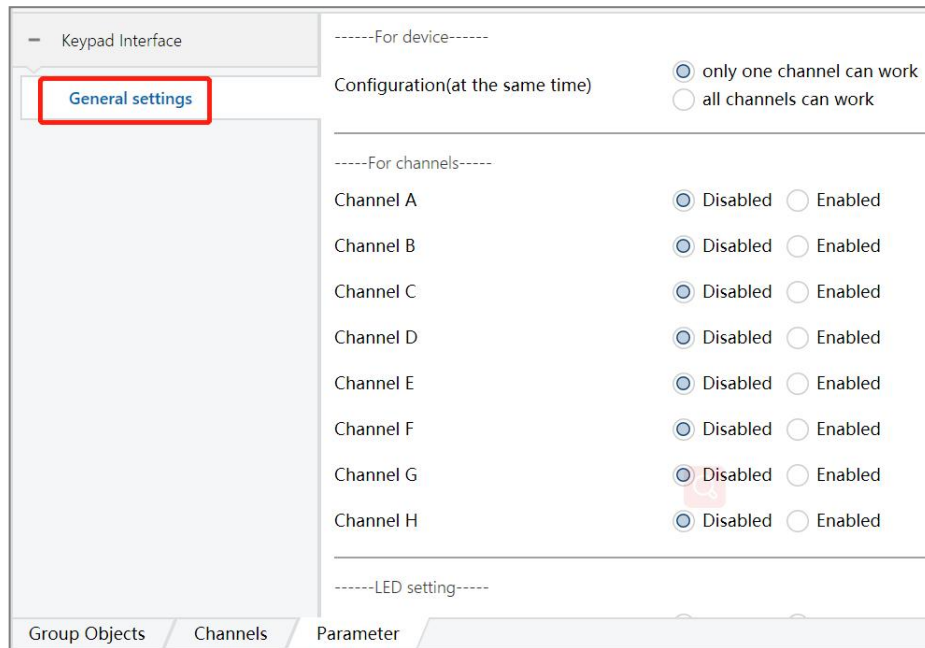 − Keypad Interface
General settings
------For device------
Configuration(at the same time)
only one channel can work
all channels can work
-----For channels-----
Channel A Disabled Enabled
Channel B Disabled Enabled
Channel C Disabled Enabled
Channel D Disabled Enabled
Channel E Disabled Enabled
Channel F Disabled Enabled
Channel G Disabled Enabled
Channel H Disabled Enabled
------LED setting-----
Group Objects Channels Parameter